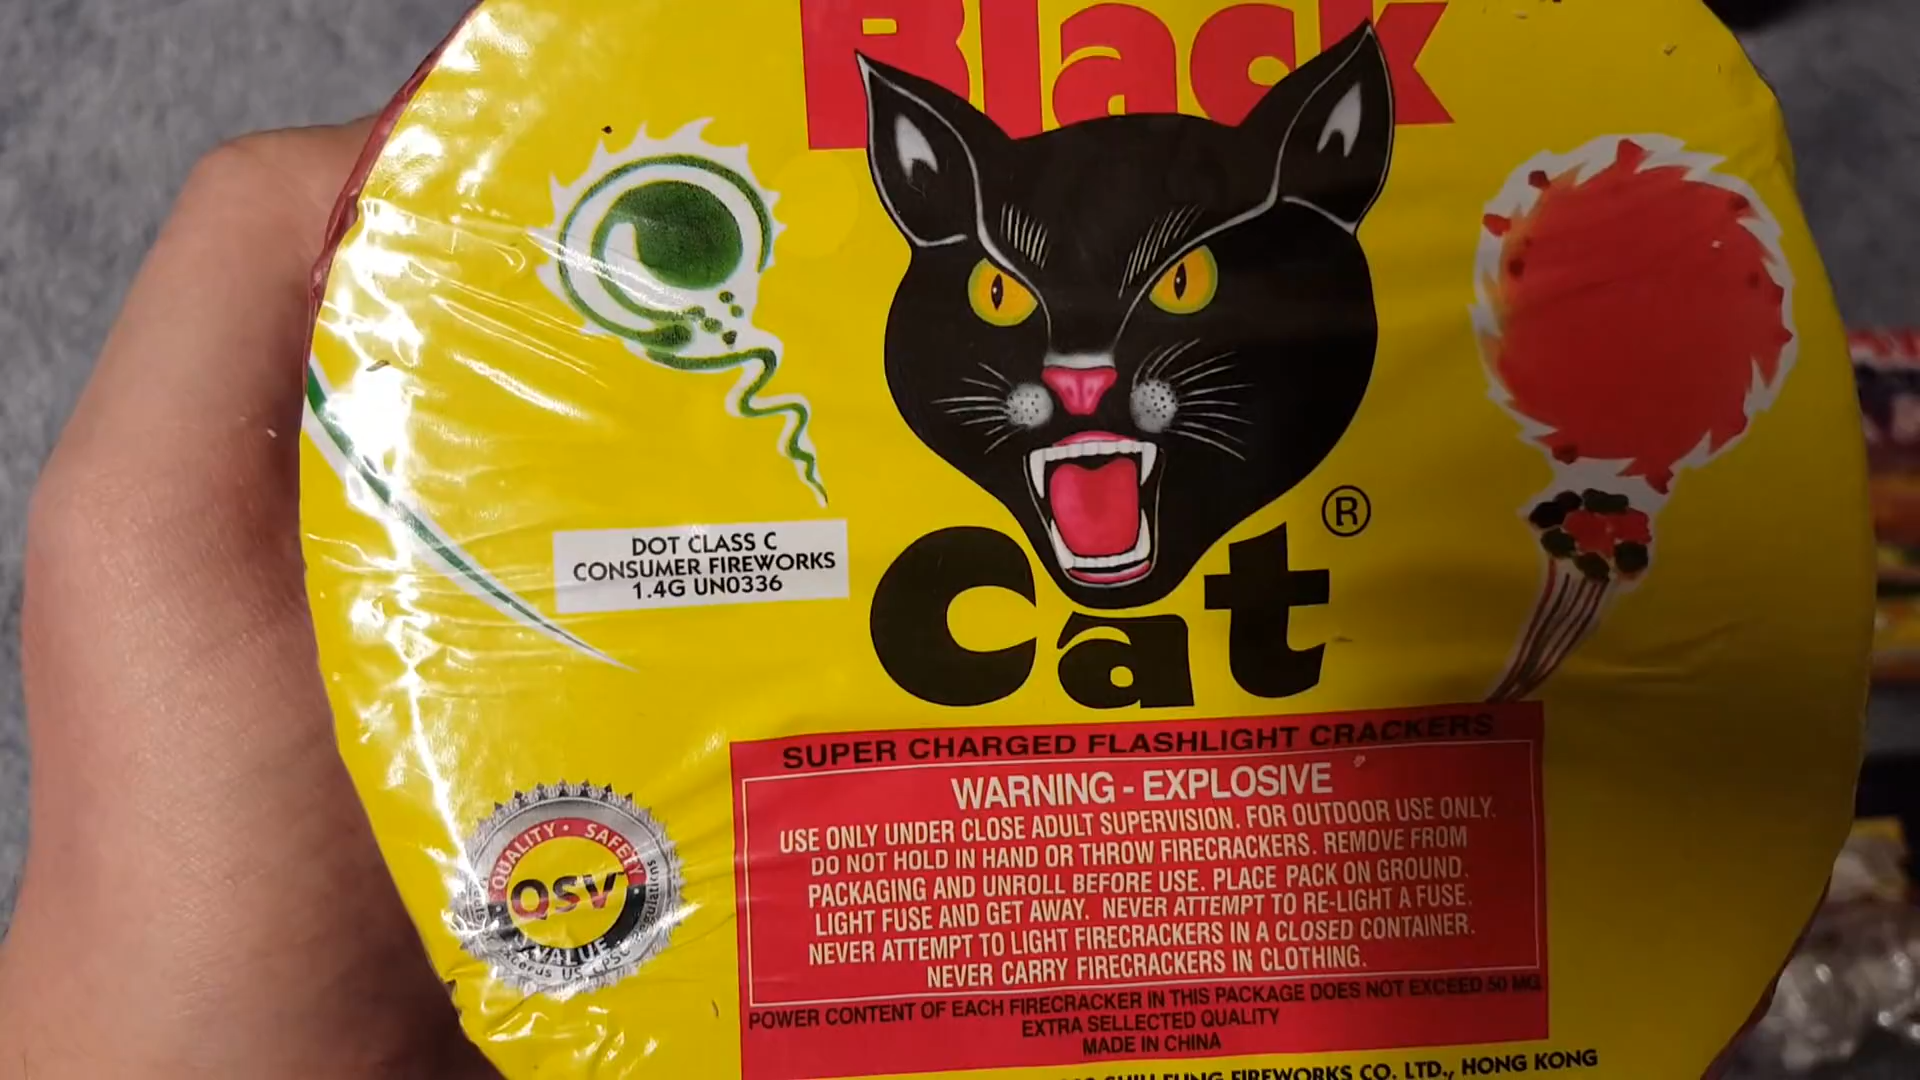 Black
Cat
®
DOT CLASS C
CONSUMER FIREWORKS
1.4G UN0336
SUPER CHARGED FLASHLIGHT CRACKERS
WARNING - EXPLOSIVE
USE ONLY UNDER CLOSE ADULT SUPERVISION. FOR OUTDOOR USE ONLY.
DO NOT HOLD IN HAND OR THROW FIRECRACKERS. REMOVE FROM
PACKAGING AND UNROLL BEFORE USE. PLACE PACK ON GROUND.
LIGHT FUSE AND GET AWAY. NEVER ATTEMPT TO RE-LIGHT A FUSE.
NEVER ATTEMPT TO LIGHT FIRECRACKERS IN A CLOSED CONTAINER.
NEVER CARRY FIRECRACKERS IN CLOTHING.
POWER CONTENT OF EACH FIRECRACKER IN THIS PACKAGE DOES NOT EXCEED 50 MG
EXTRA SELLECTED QUALITY
MADE IN CHINA
FUNG FIREWORKS CO. LTD., HONG KONG
QUALITY • SAFETY
QSV
VALUE